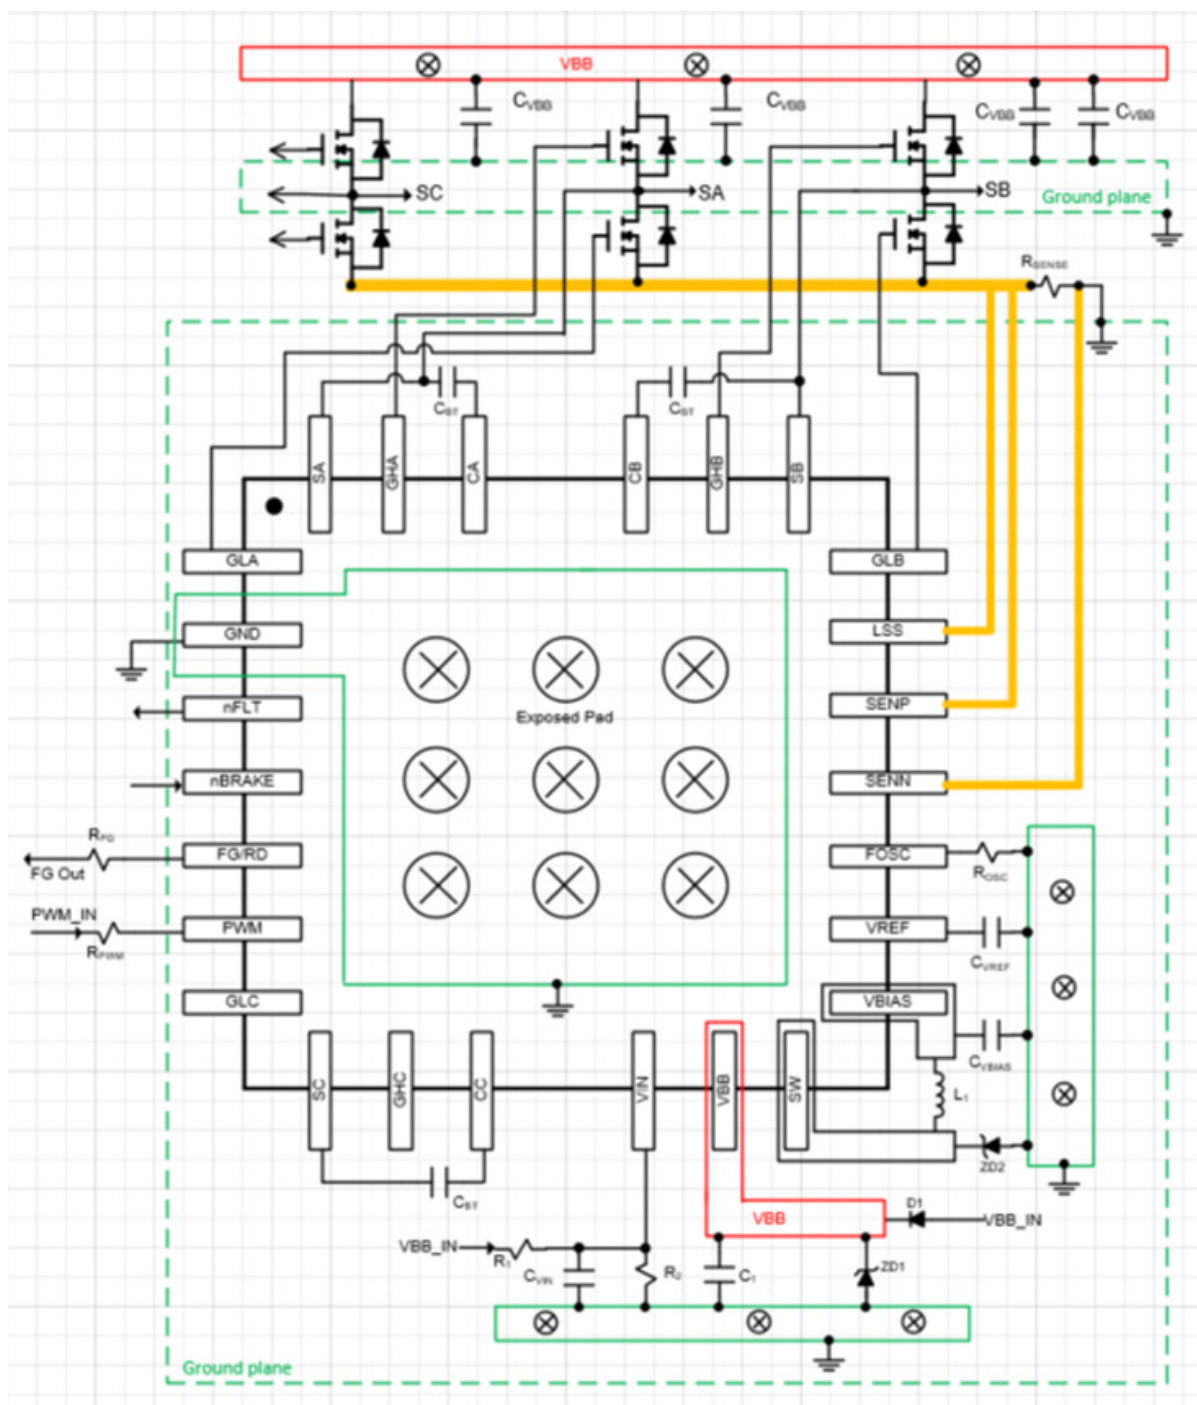 VBB
CVBB
CVBB
CVBB
CVBB
SC
SA
SB
Ground plane
RSENSE
CBT
CBT
SA
GHA
CA
CB
GHB
SB
GLA
GLB
GND
LSS
nFLT
SENP
Exposed Pad
nBRAKE
SENN
RFG
FG Out
FG/RD
FOSC
ROSC
PWM_IN
RPWM
PWM
VREF
CVREF
GLC
VBIAS
CVBIAS
SC
GHC
CC
VIN
VBB
SW
L1
ZD2
CBT
VBB
D1
VBB_IN
VBB_IN
R1
CVIN
R2
C1
ZD1
Ground plane